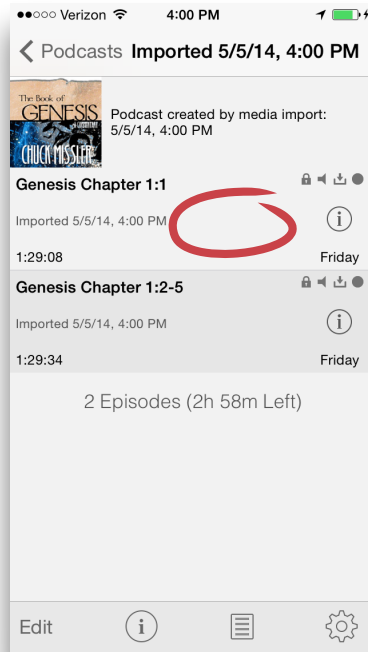 Verizon 4:00 PM
Podcasts Imported 5/5/14, 4:00 PM
The Book of
GENESIS
CHUCK MISSLER
Podcast created by media import:
5/5/14, 4:00 PM
Genesis Chapter 1:1
Imported 5/5/14, 4:00 PM
1:29:08 Friday
Genesis Chapter 1:2-5
Imported 5/5/14, 4:00 PM
1:29:34 Friday
2 Episodes (2h 58m Left)
Edit